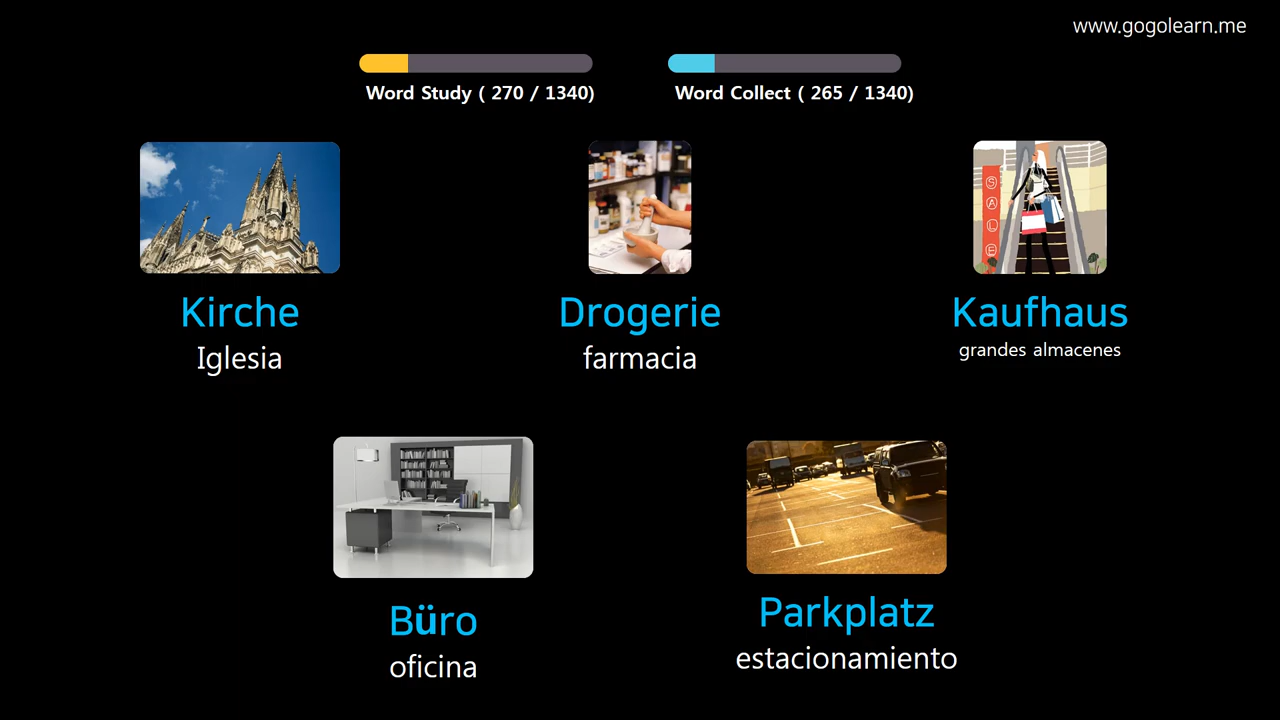 www.gogolearn.me
Word Study ( 270 / 1340)
Word Collect ( 265 / 1340)
SALE
Kirche
Drogerie
Kaufhaus
Iglesia
farmacia
grandes almacenes
Büro
Parkplatz
oficina
estacionamiento